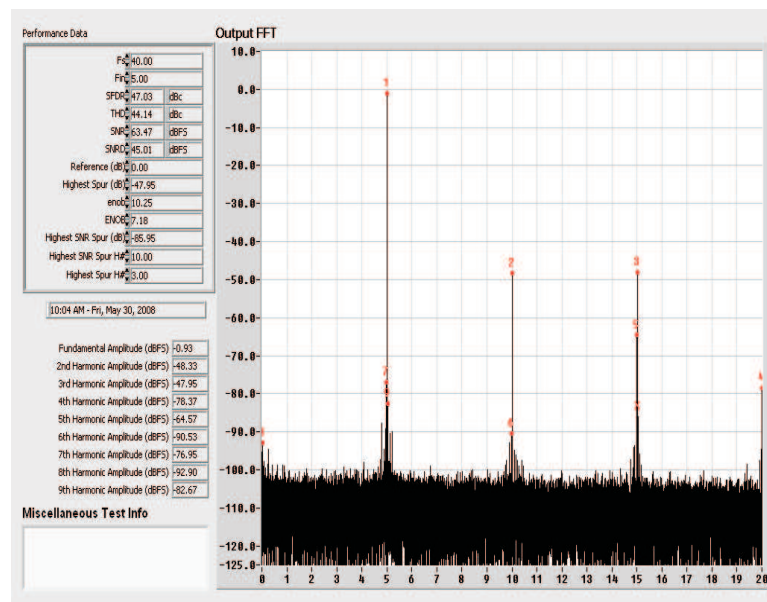 Performance Data
Fs 40.00
Fin 5.00
SFDR 47.03 dBc
THD 44.14 dBc
SNR 63.47 dBFS
SNRD 45.01 dBFS
Reference (dB) 0.00
Highest Spur (dB) -47.95
enob 10.25
ENOB 7.18
Highest SNR Spur (dB) -85.95
Highest SNR Spur H# 10.00
Highest Spur H# 3.00
10:04 AM - Fri, May 30, 2008
Fundamental Amplitude (dBFS) -0.93
2nd Harmonic Amplitude (dBFS) -48.33
3rd Harmonic Amplitude (dBFS) -47.95
4th Harmonic Amplitude (dBFS) -78.37
5th Harmonic Amplitude (dBFS) -64.57
6th Harmonic Amplitude (dBFS) -90.53
7th Harmonic Amplitude (dBFS) -76.95
8th Harmonic Amplitude (dBFS) -92.90
9th Harmonic Amplitude (dBFS) -82.67
Miscellaneous Test Info
Output FFT
10.0-
0.0-
-10.0-
-20.0-
-30.0-
-40.0-
-50.0-
-60.0-
-70.0-
-80.0-
-90.0-
-100.0-
-110.0-
-120.0-
-125.0-
1
2
3
0 1 2 3 4 5 6 7 8 9 10 11 12 13 14 15 16 17 18 19 20